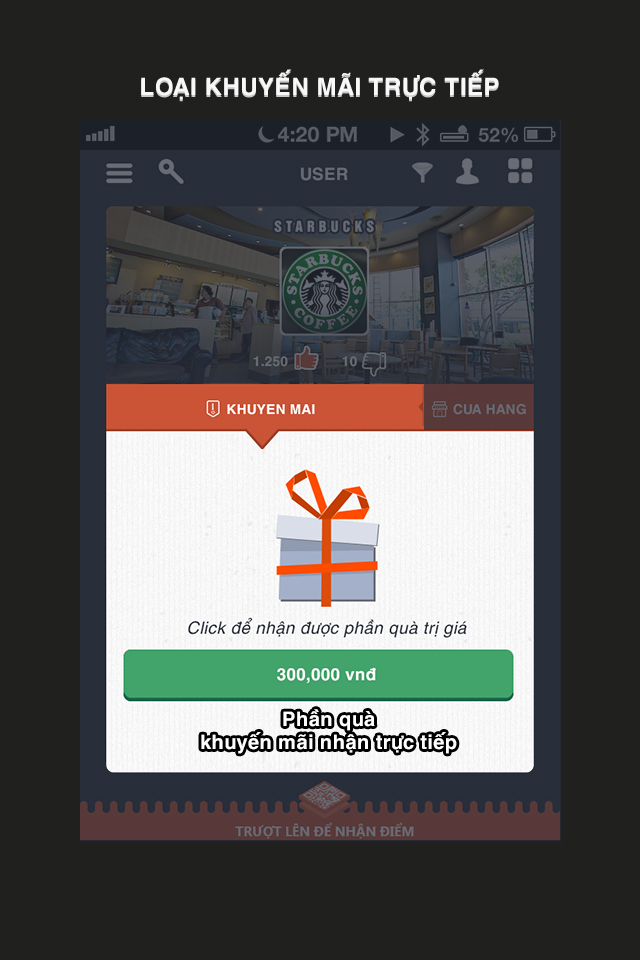 LOẠI KHUYẾN MÃI TRỰC TIẾP
4:20 PM 52%
USER
STARBUCKS
STARBUCKS
COFFEE
1.250 10
KHUYEN MAI CUA HANG
Click để nhận được phần quà trị giá
300,000 vnđ
Phần quà
khuyến mãi nhận trực tiếp
TRƯỢT LÊN ĐỂ NHẬN ĐIỂM